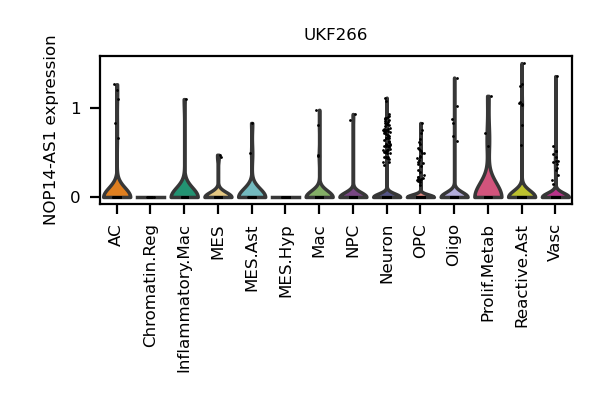 UKF266
NOP14-AS1 expression
1
0
AC
Chromatin.Reg
Inflammatory.Mac
MES
MES.Ast
MES.Hyp
Mac
NPC
Neuron
OPC
Oligo
Prolif.Metab
Reactive.Ast
Vasc